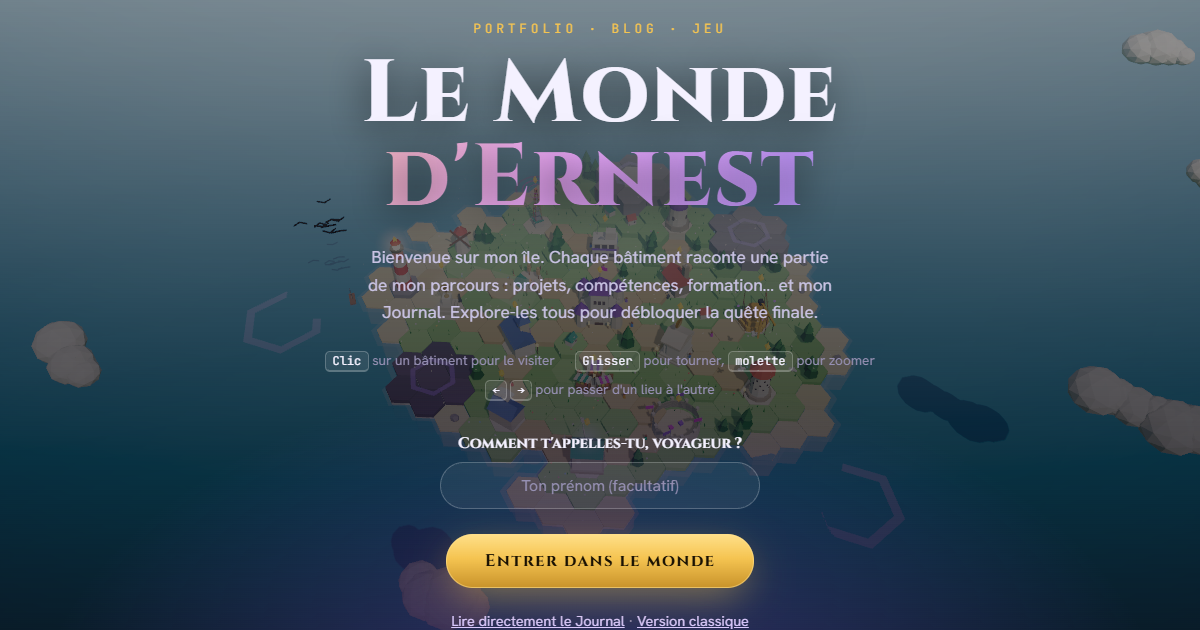 PORTFOLIO · BLOG · JEU
Le Monde
d'Ernest
Bienvenue sur mon île. Chaque bâtiment raconte une partie
de mon parcours : projets, compétences, formation… et mon
Journal. Explore-les tous pour débloquer la quête finale.
Clic sur un bâtiment pour le visiter Glisser pour tourner, molette pour zoomer
← → pour passer d'un lieu à l'autre
Comment t'appelles-tu, voyageur ?
Ton prénom (facultatif)
Entrer dans le monde
Lire directement le Journal · Version classique